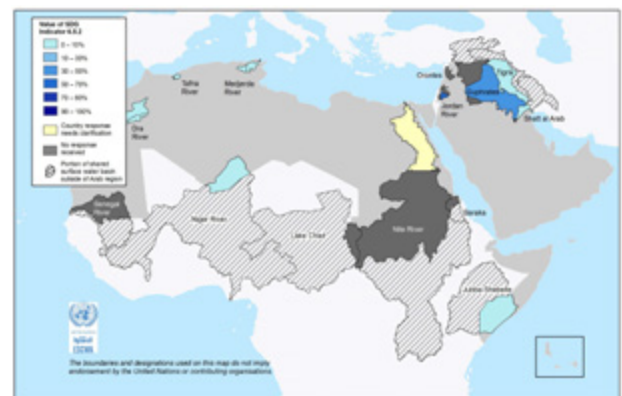 Value of SDG
Indicator 6.5.2
0 – 10%
10 – 30%
30 – 50%
50 – 70%
70 – 90%
90 – 100%
Country response
needs clarification
No response
received
Portion of shared
surface water basin
outside of Arab region
Tafna
River
Medjerda
River
Dra
River
Orontes
Tigris
Euphrates
Jordan
River
Shatt al Arab
Senegal
River
Niger River
Lake Chad
Nile River
Baraka
Jubba-Shabelle
The boundaries and designations used on this map do not imply
endorsement by the United Nations or contributing organisations